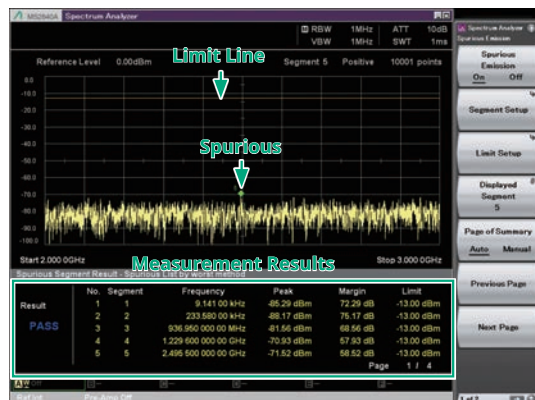 MS2840A Spectrum Analyzer
RBW 1MHz ATT 10dB
VBW 1MHz SWT 1ms
Reference Level 0.00dBm Segment 5 Positive 10001 points
Limit Line
0.0
-10.0
-20.0
-30.0
-40.0
-50.0
-60.0
-70.0
-80.0
-90.0
-100.0
Spurious
Start 2.000 0GHz Stop 3.000 0GHz
Measurement Results
Spurious Segment Result - Spurious List by worst method
No. Segment Frequency Peak Margin Limit
Result
PASS
1 1 9.141 00 kHz -85.29 dBm 72.29 dB -13.00 dBm
2 2 233.580 00 kHz -88.17 dBm 75.17 dB -13.00 dBm
3 3 936.950 000 00 MHz -81.56 dBm 68.56 dB -13.00 dBm
4 4 1.229 600 000 00 GHz -70.93 dBm 57.93 dB -13.00 dBm
5 5 2.495 500 000 00 GHz -71.52 dBm 58.52 dB -13.00 dBm
Page 1 / 4
Ref.Int Pre-Amp Off
Spectrum Analyzer
Spurious Emission
Spurious
Emission
On Off
Segment Setup
Limit Setup
Displayed
Segment
5
Page of Summary
Auto Manual
Previous Page
Next Page
1 of 2